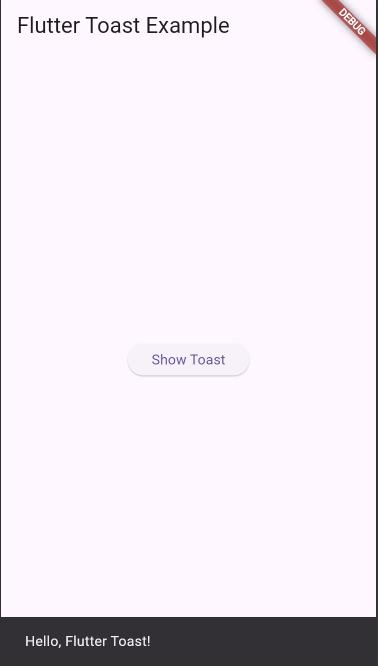 Flutter Toast Example
DEBUG
Show Toast
Hello, Flutter Toast!